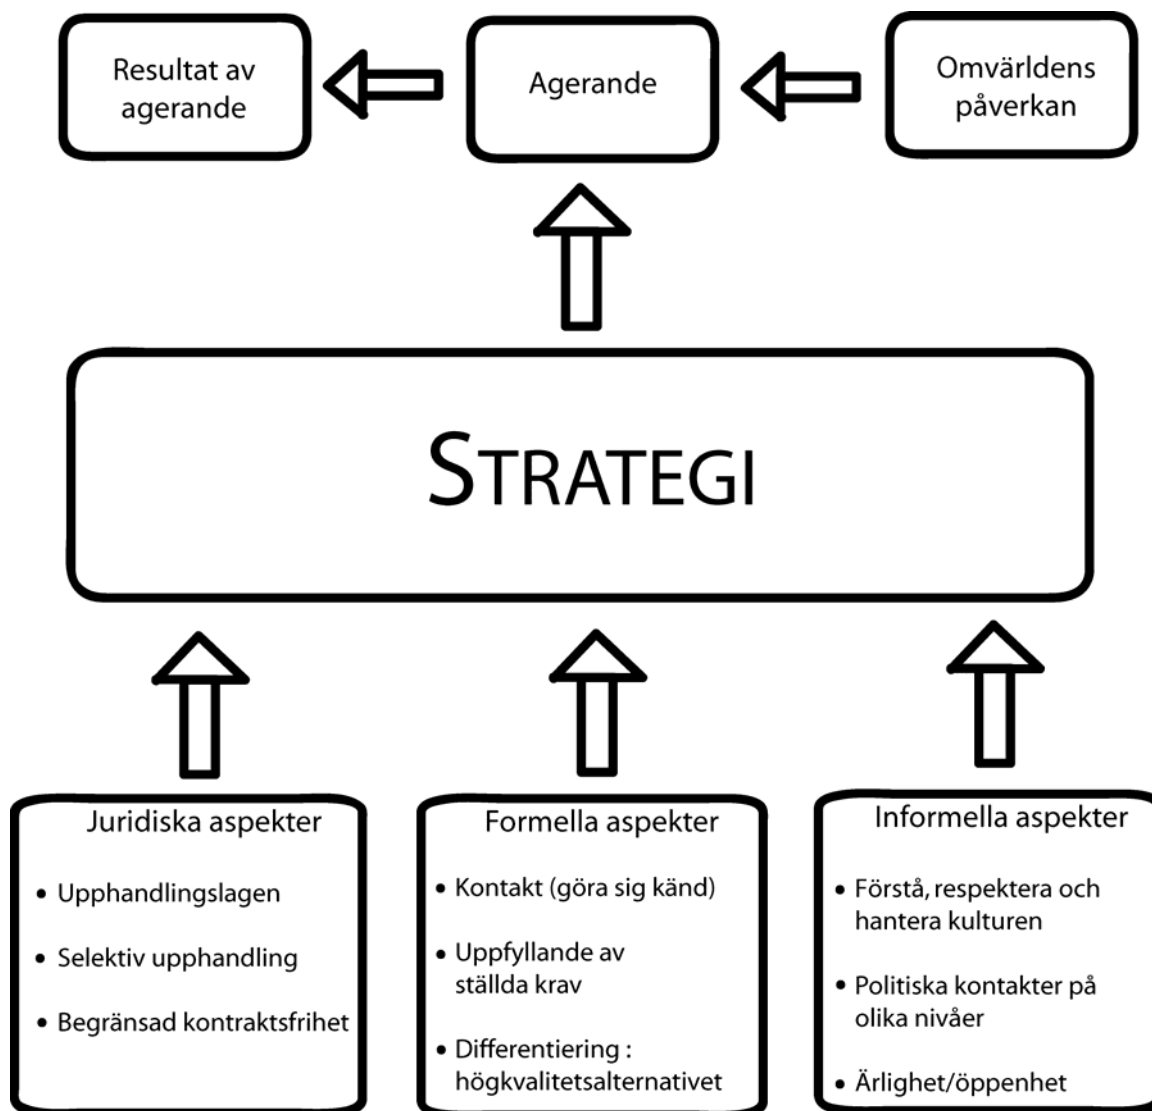 Resultat av
agerande
Agerande
Omvärldens
påverkan
STRATEGI
Juridiska aspekter
• Upphandlingslagen
• Selektiv upphandling
• Begränsad kontraktsfrihet
Formella aspekter
• Kontakt (göra sig känd)
• Uppfyllande av
ställda krav
• Differentiering :
högkvalitetsalternativet
Informella aspekter
• Förstå, respektera och
hantera kulturen
• Politiska kontakter på
olika nivåer
• Ärlighet/öppenhet